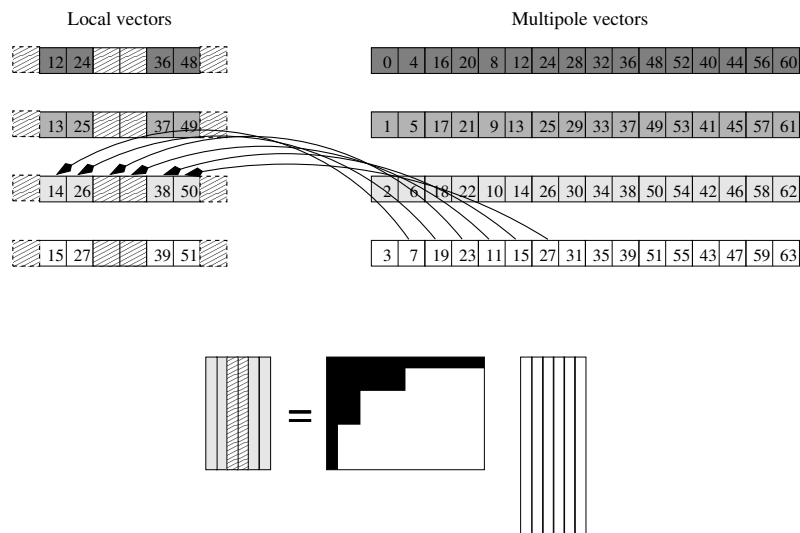 Local vectors
Multipole vectors
12 24 36 48
0 4 16 20 8 12 24 28 32 36 48 52 40 44 56 60
13 25 37 49
1 5 17 21 9 13 25 29 33 37 49 53 41 45 57 61
14 26 38 50
2 6 18 22 10 14 26 30 34 38 50 54 42 46 58 62
15 27 39 51
3 7 19 23 11 15 27 31 35 39 51 55 43 47 59 63
=